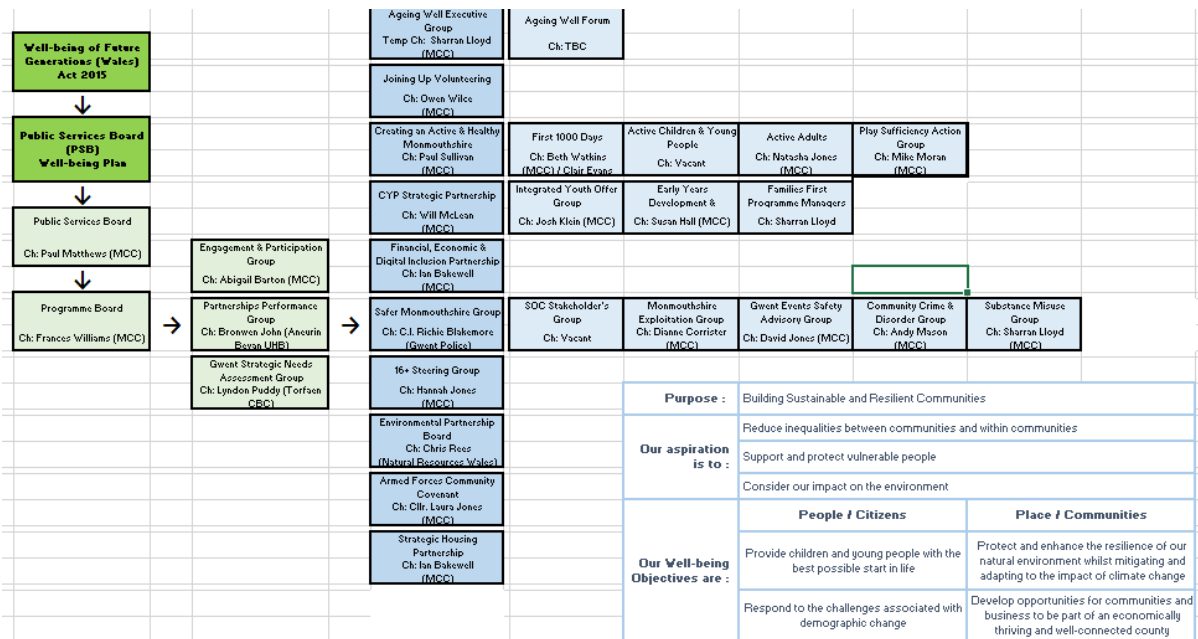 Well-being of Future
Generations (Wales)
Act 2015
Public Services Board
(PSB)
Well-being Plan
Public Services Board
Ch: Paul Matthews (MCC)
Programme Board
Ch: Frances Williams (MCC)
Engagement & Participation
Group
Ch: Abigail Barton (MCC)
Partnerships Performance
Group
Ch: Bronwen John (Aneurin
Bevan UHB)
Gwent Strategic Needs
Assessment Group
Ch: Lyndon Puddy (Torfaen
CBC)
Ageing Well Executive
Group
Temp Ch: Sharran Lloyd
(MCC)
Ageing Well Forum
Ch: TBC
Joining Up Volunteering
Ch: Owen Wilce
(MCC)
Creating an Active & Healthy
Monmouthshire
Ch: Paul Sullivan
(MCC)
First 1000 Days
Ch: Beth Watkins
(MCC) / Clair Evans
Active Children & Young
People
Ch: Vacant
Active Adults
Ch: Natasha Jones
(MCC)
Play Sufficiency Action
Group
Ch: Mike Moran
(MCC)
CYP Strategic Partnership
Ch: Will McLean
(MCC)
Integrated Youth Offer
Group
Ch: Josh Klein (MCC)
Early Years
Development &
Ch: Susan Hall (MCC)
Families First
Programme Managers
Ch: Sharran Lloyd
Financial, Economic &
Digital Inclusion Partnership
Ch: Ian Bakewell
(MCC)
Safer Monmouthshire Group
Ch: C.I. Richie Blakemore
(Gwent Police)
SOC Stakeholder's
Group
Ch: Vacant
Monmouthshire
Exploitation Group
Ch: Dianne Corrister
(MCC)
Gwent Events Safety
Advisory Group
Ch: David Jones (MCC)
Community Crime &
Disorder Group
Ch: Andy Mason
(MCC)
Substance Misuse
Group
Ch: Sharran Lloyd
(MCC)
16+ Steering Group
Ch: Hannah Jones
(MCC)
Environmental Partnership
Board
Ch: Chris Rees
(Natural Resources Wales)
Armed Forces Community
Covenant
Ch: Cllr. Laura Jones
(MCC)
Strategic Housing
Partnership
Ch: Ian Bakewell
(MCC)
Purpose : Building Sustainable and Resilient Communities
Our aspiration
is to :
Reduce inequalities between communities and within communities
Support and protect vulnerable people
Consider our impact on the environment
Our Well-being
Objectives are :
People / Citizens
Place / Communities
Provide children and young people with the
best possible start in life
Protect and enhance the resilience of our
natural environment whilst mitigating and
adapting to the impact of climate change
Respond to the challenges associated with
demographic change
Develop opportunities for communities and
business to be part of an economically
thriving and well-connected county